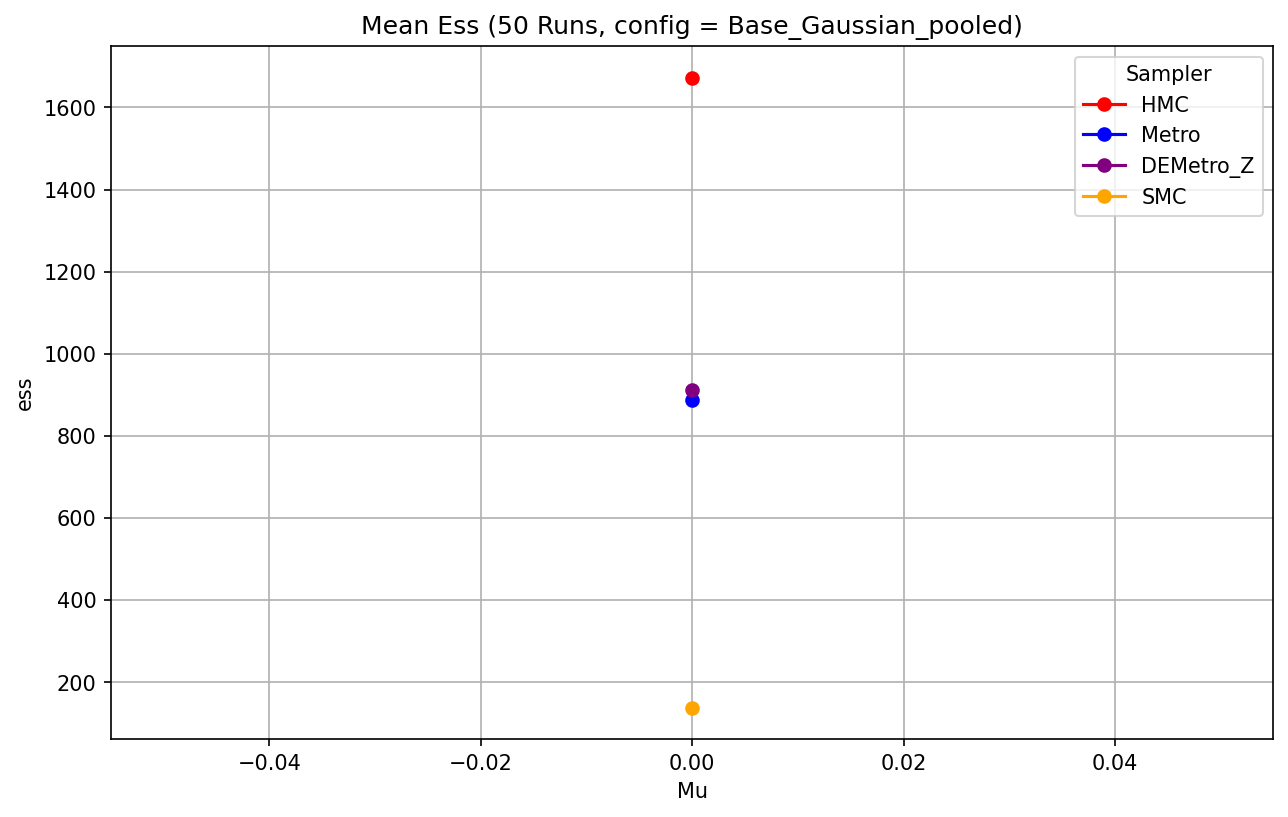 Mean Ess (50 Runs, config = Base_Gaussian_pooled)
Sampler
HMC
Metro
DEMetro_Z
SMC
1600
1400
1200
1000
800
600
400
200
ess
−0.04
−0.02
0.00
0.02
0.04
Mu